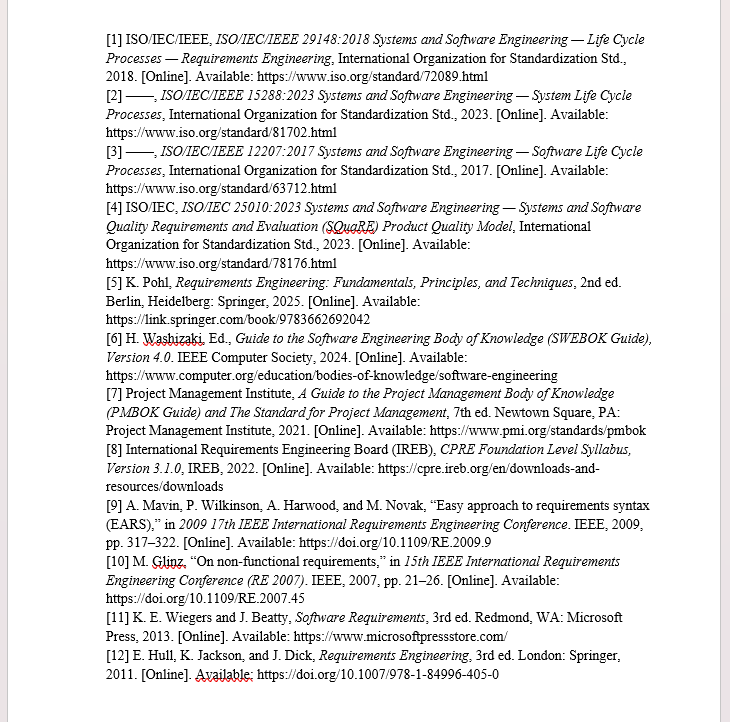 [1] ISO/IEC/IEEE, ISO/IEC/IEEE 29148:2018 Systems and Software Engineering — Life Cycle
Processes — Requirements Engineering, International Organization for Standardization Std.,
2018. [Online]. Available: https://www.iso.org/standard/72089.html
[2] ——, ISO/IEC/IEEE 15288:2023 Systems and Software Engineering — System Life Cycle
Processes, International Organization for Standardization Std., 2023. [Online]. Available:
https://www.iso.org/standard/81702.html
[3] ——, ISO/IEC/IEEE 12207:2017 Systems and Software Engineering — Software Life Cycle
Processes, International Organization for Standardization Std., 2017. [Online]. Available:
https://www.iso.org/standard/63712.html
[4] ISO/IEC, ISO/IEC 25010:2023 Systems and Software Engineering — Systems and Software
Quality Requirements and Evaluation (SQuaRE) Product Quality Model, International
Organization for Standardization Std., 2023. [Online]. Available:
https://www.iso.org/standard/78176.html
[5] K. Pohl, Requirements Engineering: Fundamentals, Principles, and Techniques, 2nd ed.
Berlin, Heidelberg: Springer, 2025. [Online]. Available:
https://link.springer.com/book/9783662692042
[6] H. Washizaki, Ed., Guide to the Software Engineering Body of Knowledge (SWEBOK Guide),
Version 4.0. IEEE Computer Society, 2024. [Online]. Available:
https://www.computer.org/education/bodies-of-knowledge/software-engineering
[7] Project Management Institute, A Guide to the Project Management Body of Knowledge
(PMBOK Guide) and The Standard for Project Management, 7th ed. Newtown Square, PA:
Project Management Institute, 2021. [Online]. Available: https://www.pmi.org/standards/pmbok
[8] International Requirements Engineering Board (IREB), CPRE Foundation Level Syllabus,
Version 3.1.0, IREB, 2022. [Online]. Available: https://cpre.ireb.org/en/downloads-and-
resources/downloads
[9] A. Mavin, P. Wilkinson, A. Harwood, and M. Novak, “Easy approach to requirements syntax
(EARS),” in 2009 17th IEEE International Requirements Engineering Conference. IEEE, 2009,
pp. 317–322. [Online]. Available: https://doi.org/10.1109/RE.2009.9
[10] M. Glinz, “On non-functional requirements,” in 15th IEEE International Requirements
Engineering Conference (RE 2007). IEEE, 2007, pp. 21–26. [Online]. Available:
https://doi.org/10.1109/RE.2007.45
[11] K. E. Wiegers and J. Beatty, Software Requirements, 3rd ed. Redmond, WA: Microsoft
Press, 2013. [Online]. Available: https://www.microsoftpressstore.com/
[12] E. Hull, K. Jackson, and J. Dick, Requirements Engineering, 3rd ed. London: Springer,
2011. [Online]. Available: https://doi.org/10.1007/978-1-84996-405-0